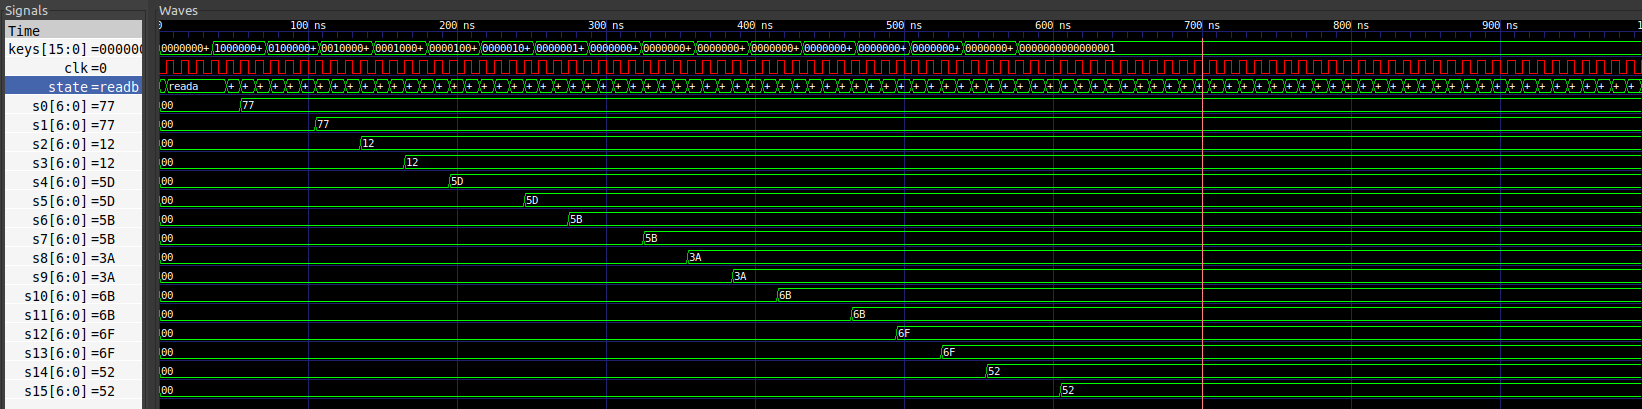 Signals
Waves
Time
0 100 ns 200 ns 300 ns 400 ns 500 ns 600 ns 700 ns 800 ns 900 ns 1
keys[15:0] =000000 0000000+ 1000000+ 0100000+ 0010000+ 0001000+ 0000100+ 0000010+ 0000001+ 0000000+ 0000000+ 0000000+ 0000000+ 0000000+ 0000000+ 0000000+ 0000000+ 0000000000000001
clk =0
state =readb reada + + + + + + + + + + + + + + + + + + + + + + + + + + + + + + + + + + + + + + + + + + + + + + + + + + + + + + + + + + + + + + + + + + + + + + + + + + + + + + + + + + + + + + + + + + + + + + +
s0[6:0] =77 00 77
s1[6:0] =77 00 77
s2[6:0] =12 00 12
s3[6:0] =12 00 12
s4[6:0] =5D 00 5D
s5[6:0] =5D 00 5D
s6[6:0] =5B 00 5B
s7[6:0] =5B 00 5B
s8[6:0] =3A 00 3A
s9[6:0] =3A 00 3A
s10[6:0] =6B 00 6B
s11[6:0] =6B 00 6B
s12[6:0] =6F 00 6F
s13[6:0] =6F 00 6F
s14[6:0] =52 00 52
s15[6:0] =52 00 52